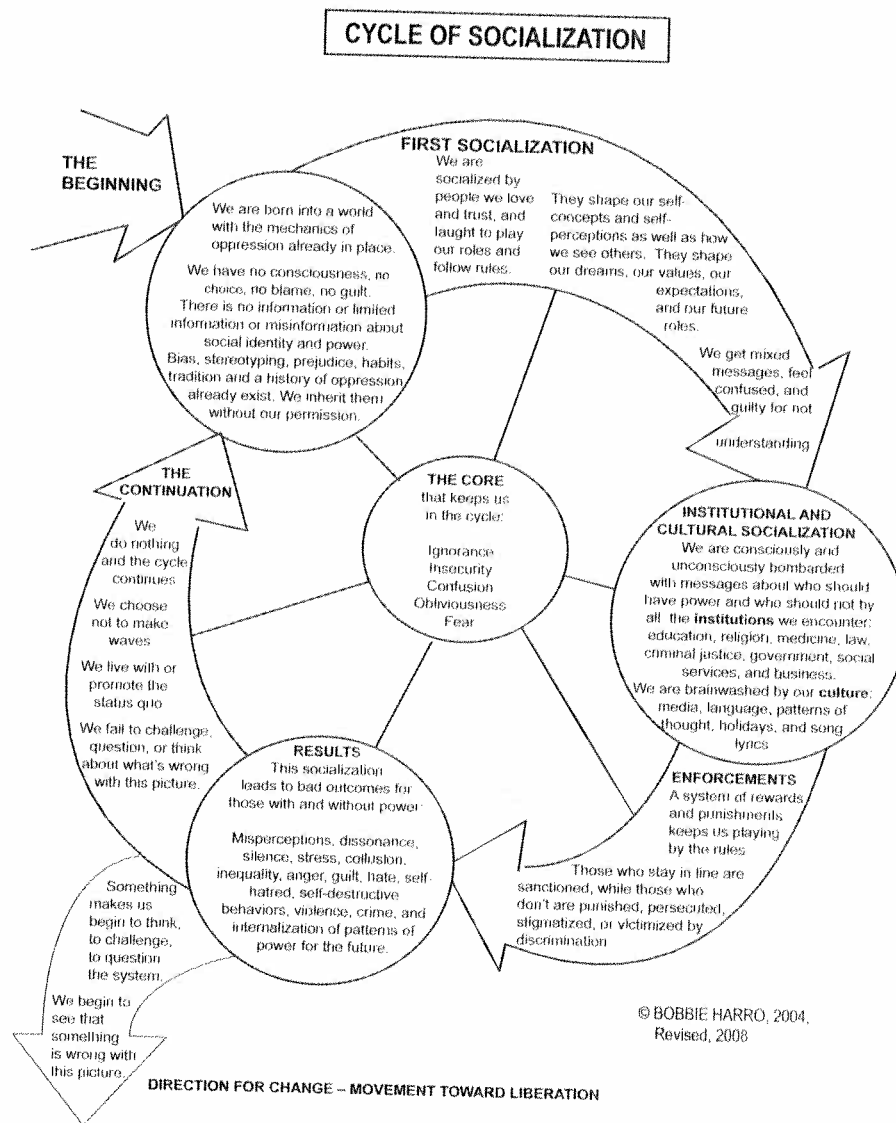 CYCLE OF SOCIALIZATION
THE
BEGINNING
We are born into a world
with the mechanics of
oppression already in place.
We have no consciousness, no
choice, no blame, no guilt.
There is no information or limited
information or misinformation about
social identity and power.
Bias, stereotyping, prejudice, habits,
tradition and a history of oppression
already exist. We inherit them
without our permission.
FIRST SOCIALIZATION
We are
socialized by
people we love
and trust, and
laught to play
our roles and
follow rules.
They shape our self-
concepts and self-
perceptions as well as how
we see others. They shape
our dreams, our values, our
expectations,
and our future
roles.
We get mixed
messages, feel
confused, and
guilty for not
understanding
INSTITUTIONAL AND
CULTURAL SOCIALIZATION
We are consciously and
unconsciously bombarded
with messages about who should
have power and who should not by
all the institutions we encounter:
education, religion, medicine, law,
criminal justice, government, social
services, and business.
We are brainwashed by our culture:
media, language, patterns of
thought, holidays, and song
lyrics
ENFORCEMENTS
A system of rewards
and punishments
keeps us playing
by the rules
Those who stay in line are
sanctioned, while those who
don't are punished, persecuted,
stigmatized, or victimized by
discrimination
RESULTS
This socialization
leads to bad outcomes for
those with and without power:
Misperceptions, dissonance,
silence, stress, collusion,
inequality, anger, guilt, hate, self-
hatred, self-destructive
behaviors, violence, crime, and
internalization of patterns of
power for the future.
THE
CONTINUATION
We
do nothing
and the cycle
continues
We choose
not to make
waves
We live with or
promote the
status quo
We fail to challenge,
question, or think
about what's wrong
with this picture.
THE CORE
that keeps us
in the cycle:
Ignorance
Insecurity
Confusion
Obliviousness
Fear
Something
makes us
begin to think,
to challenge,
to question
the system.
We begin to
see that
something
is wrong with
this picture.
DIRECTION FOR CHANGE – MOVEMENT TOWARD LIBERATION
© BOBBIE HARRO, 2004,
Revised, 2008